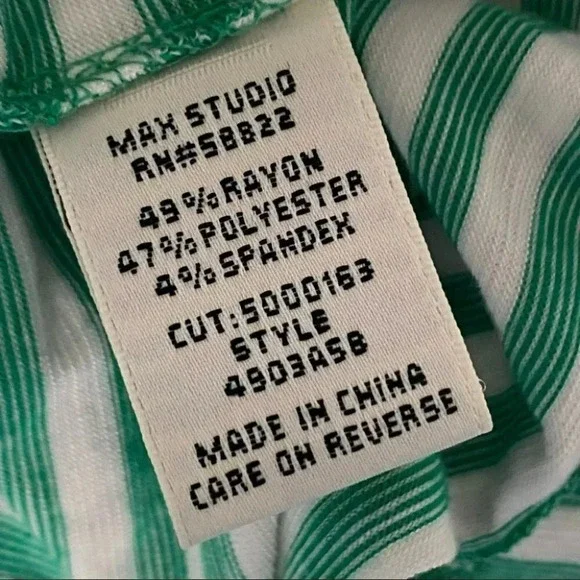 MAX STUDIO
RN#58822
49%RAYON
47%POLYESTER
4%SPANDEX
CUT:5000163
STYLE
4903A58
MADE IN CHINA
CARE ON REVERSE